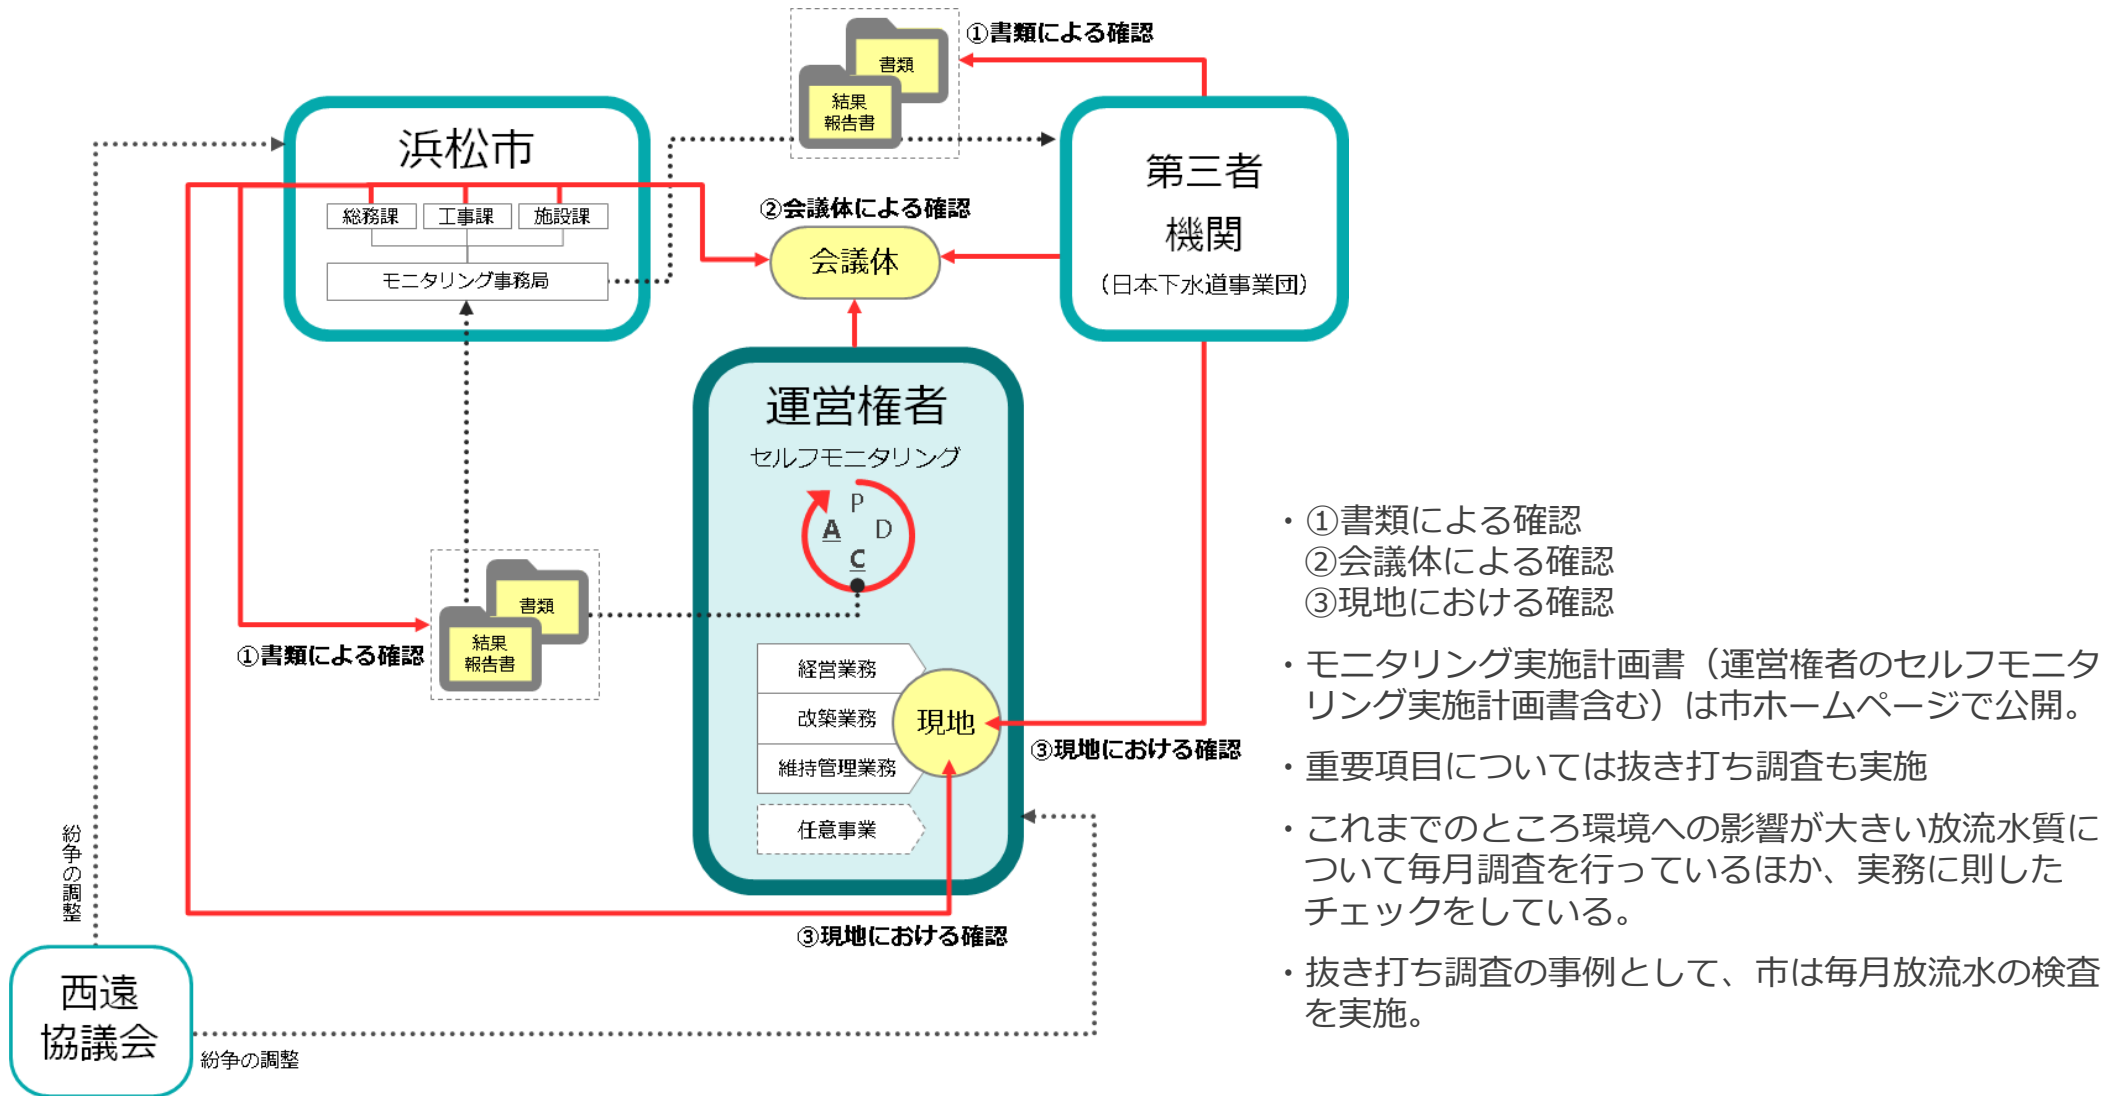 ①書類による確認
書類
結果
報告書
浜松市
総務課
工事課
施設課
モニタリング事務局
第三者
機関
（日本下水道事業団）
②会議体による確認
会議体
運営権者
セルフモニタリング
P
D
C
A
書類
結果
報告書
①書類による確認
経営業務
改築業務
維持管理業務
任意事業
現地
③現地における確認
③現地における確認
紛争の調整
西遠
協議会
紛争の調整
・①書類による確認
②会議体による確認
③現地における確認
・モニタリング実施計画書（運営権者のセルフモニタ
リング実施計画書含む）は市ホームページで公開。
・重要項目については抜き打ち調査も実施
・これまでのところ環境への影響が大きい放流水質に
ついて毎月調査を行っているほか、実務に則した
チェックをしている。
・抜き打ち調査の事例として、市は毎月放流水の検査
を実施。